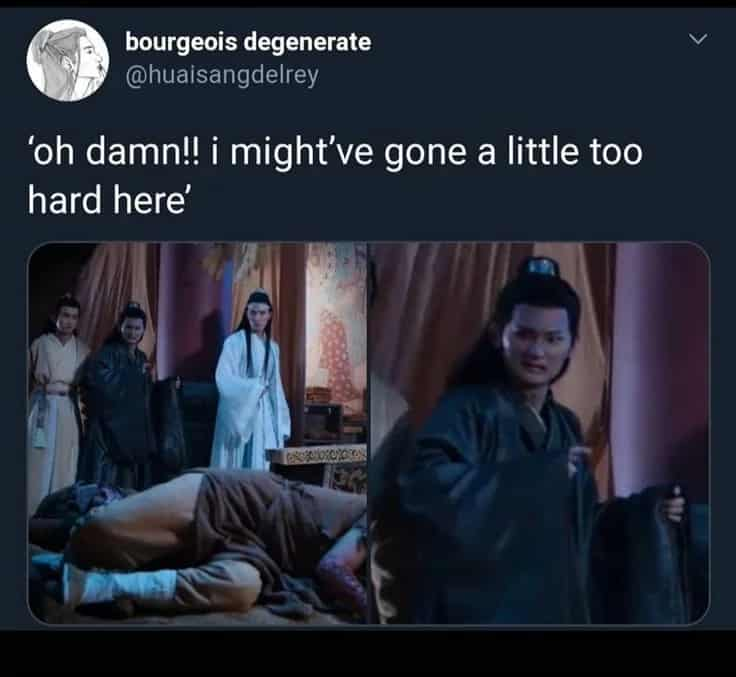 bourgeois degenerate
@huaisangdelrey
‘oh damn!! i might’ve gone a little too
hard here’